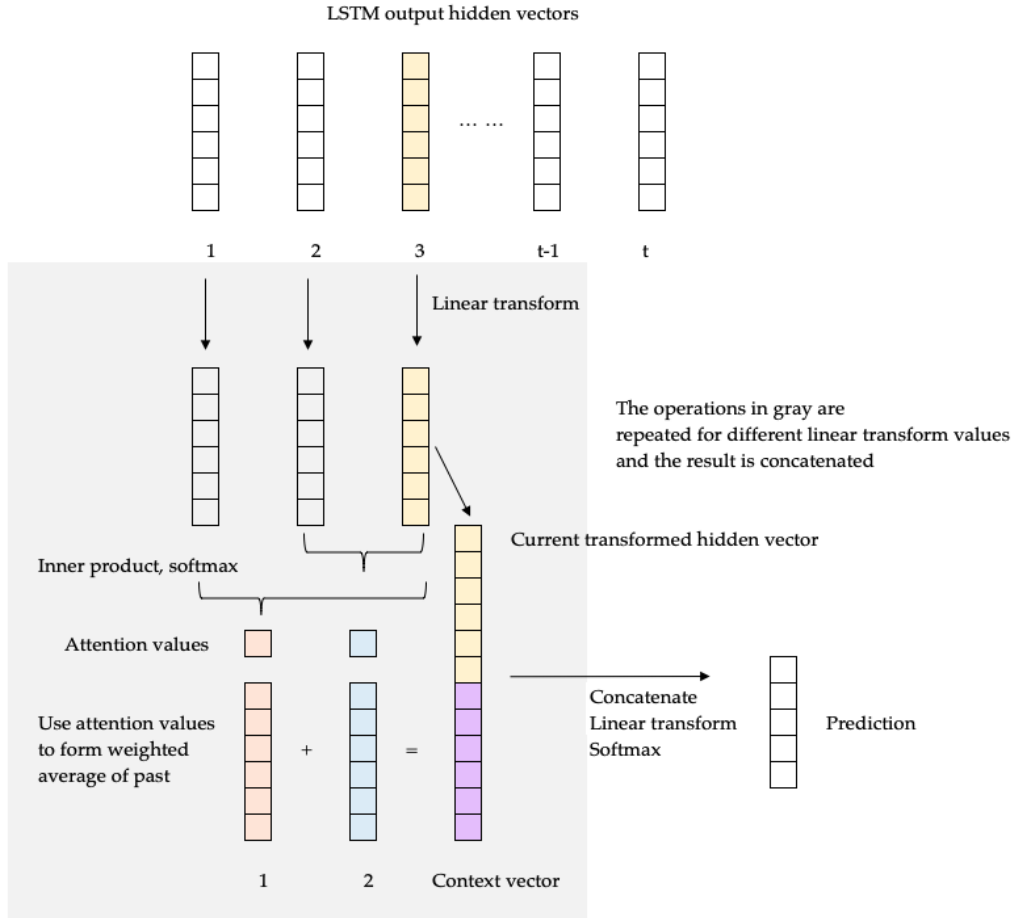 LSTM output hidden vectors
... ...
1 2 3 t-1 t
Linear transform
The operations in gray are
repeated for different linear transform values
and the result is concatenated
Current transformed hidden vector
Inner product, softmax
Attention values
Use attention values
to form weighted
average of past
+ =
Concatenate
Linear transform
Softmax
Prediction
1 2 Context vector